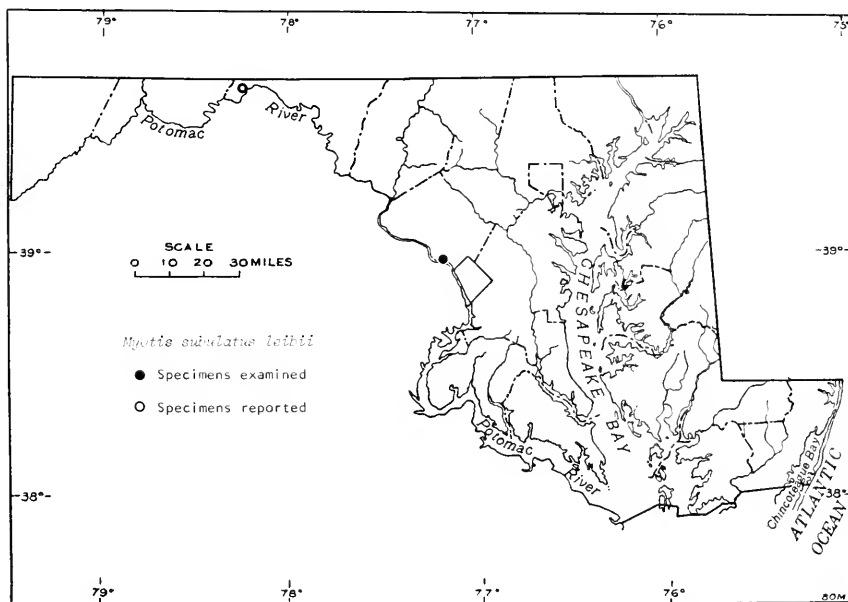 79° 78° 77° 76° 75°
Potomac River
39° 39°
SCALE
0 10 20 30 MILES
CHESAPEAKE BAY
Myotis subulatus leibii
● Specimens examined
○ Specimens reported
Potomac River
Chincoteague Bay
ATLANTIC OCEAN
38° 38°
79° 78° 77° 76°
80M